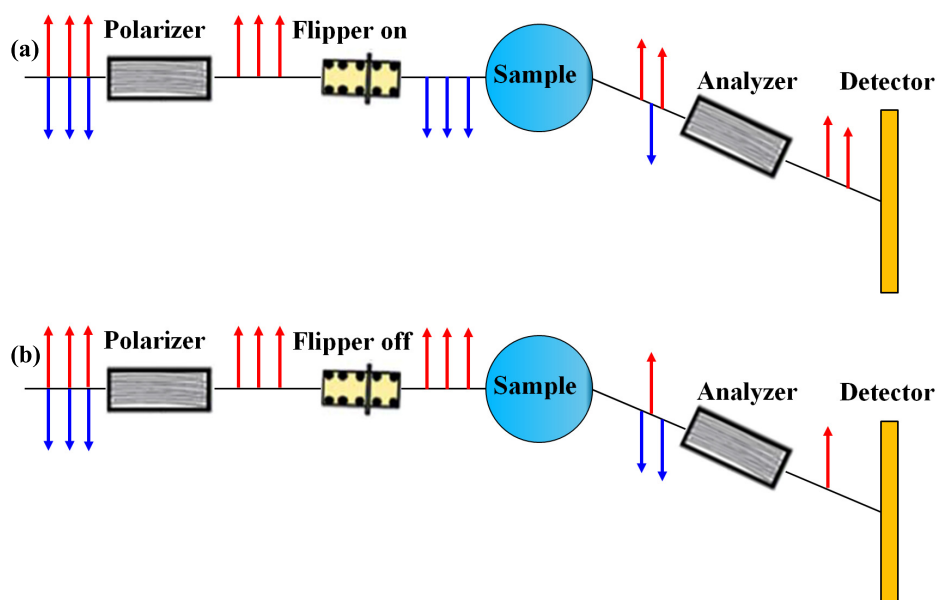 (a)
Polarizer
Flipper on
Sample
Analyzer
Detector
(b)
Polarizer
Flipper off
Sample
Analyzer
Detector